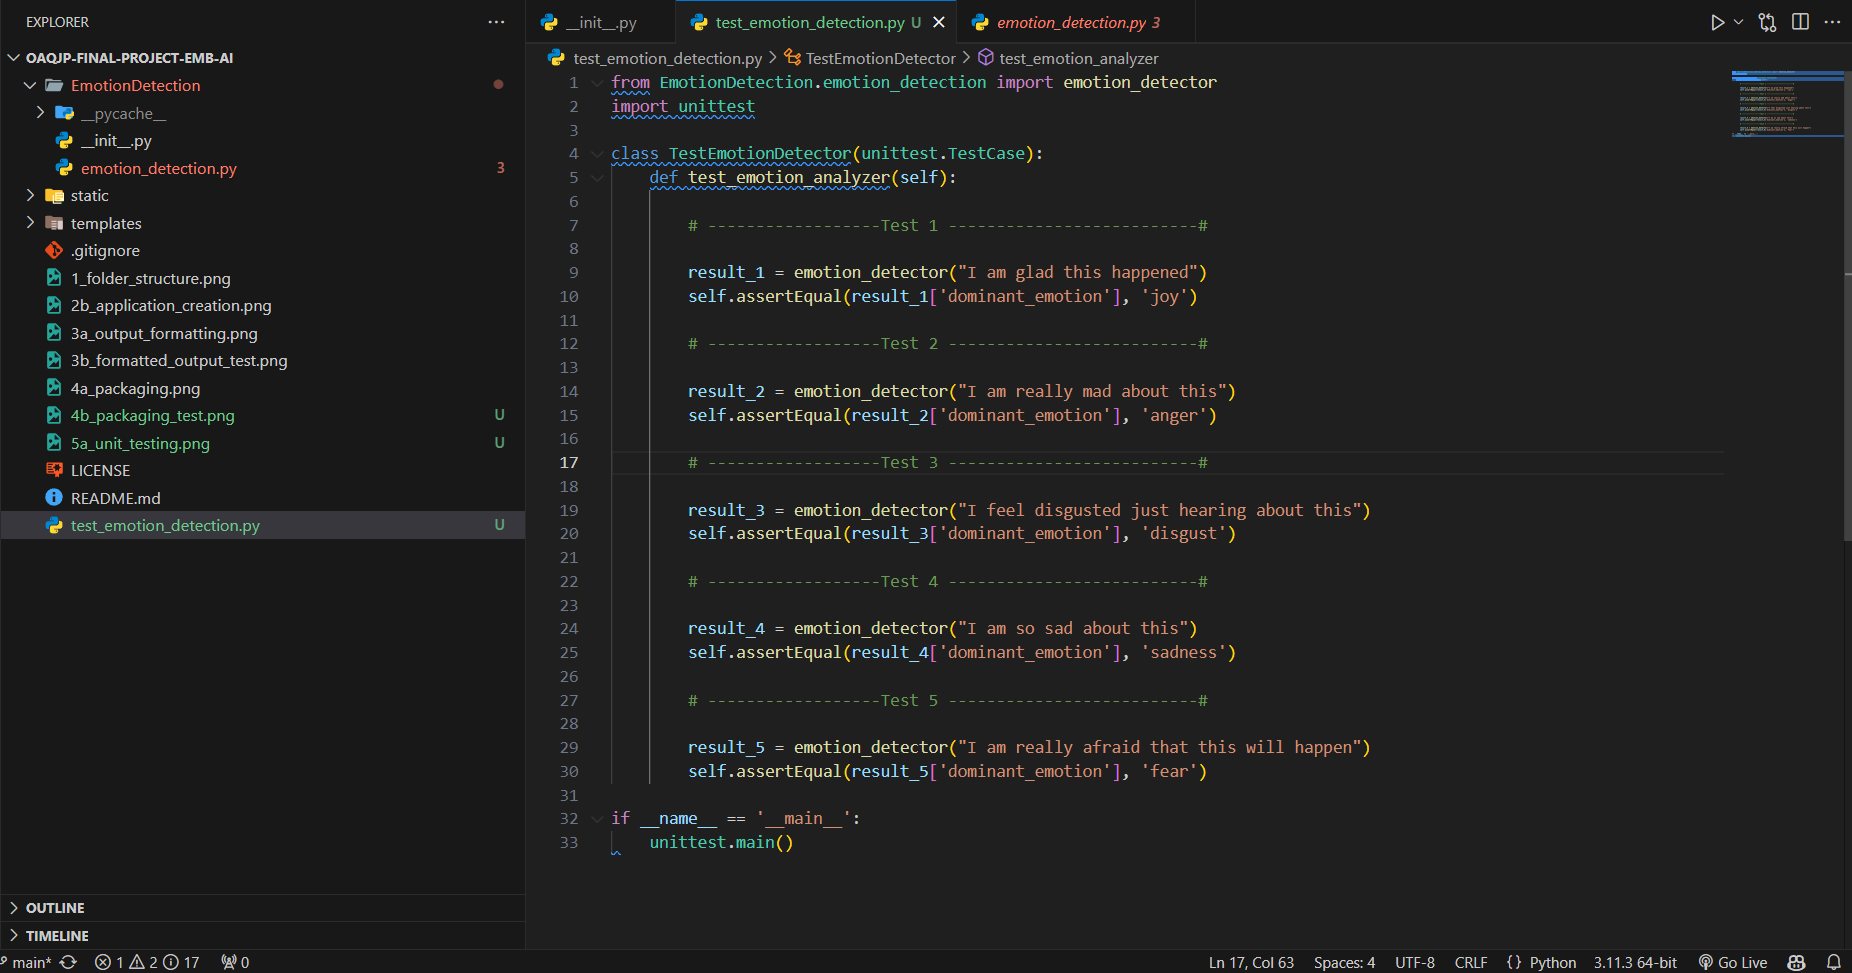 EXPLORER
OAQJP-FINAL-PROJECT-EMB-AI
EmotionDetection
__pycache__
__init__.py
emotion_detection.py 3
static
templates
.gitignore
1_folder_structure.png
2b_application_creation.png
3a_output_formatting.png
3b_formatted_output_test.png
4a_packaging.png
4b_packaging_test.png U
5a_unit_testing.png U
LICENSE
README.md
test_emotion_detection.py U
OUTLINE
TIMELINE
__init__.py test_emotion_detection.py U emotion_detection.py 3
test_emotion_detection.py > TestEmotionDetector > test_emotion_analyzer
1 from EmotionDetection.emotion_detection import emotion_detector
2 import unittest
3
4 class TestEmotionDetector(unittest.TestCase):
5     def test_emotion_analyzer(self):
6
7         # ------------------Test 1 --------------------------#
8
9         result_1 = emotion_detector("I am glad this happened")
10         self.assertEqual(result_1['dominant_emotion'], 'joy')
11
12         # ------------------Test 2 --------------------------#
13
14         result_2 = emotion_detector("I am really mad about this")
15         self.assertEqual(result_2['dominant_emotion'], 'anger')
16
17         # ------------------Test 3 --------------------------#
18
19         result_3 = emotion_detector("I feel disgusted just hearing about this")
20         self.assertEqual(result_3['dominant_emotion'], 'disgust')
21
22         # ------------------Test 4 --------------------------#
23
24         result_4 = emotion_detector("I am so sad about this")
25         self.assertEqual(result_4['dominant_emotion'], 'sadness')
26
27         # ------------------Test 5 --------------------------#
28
29         result_5 = emotion_detector("I am really afraid that this will happen")
30         self.assertEqual(result_5['dominant_emotion'], 'fear')
31
32 if __name__ == '__main__':
33     unittest.main()
main* 1 2 17 0 Ln 17, Col 63 Spaces: 4 UTF-8 CRLF {} Python 3.11.3 64-bit Go Live